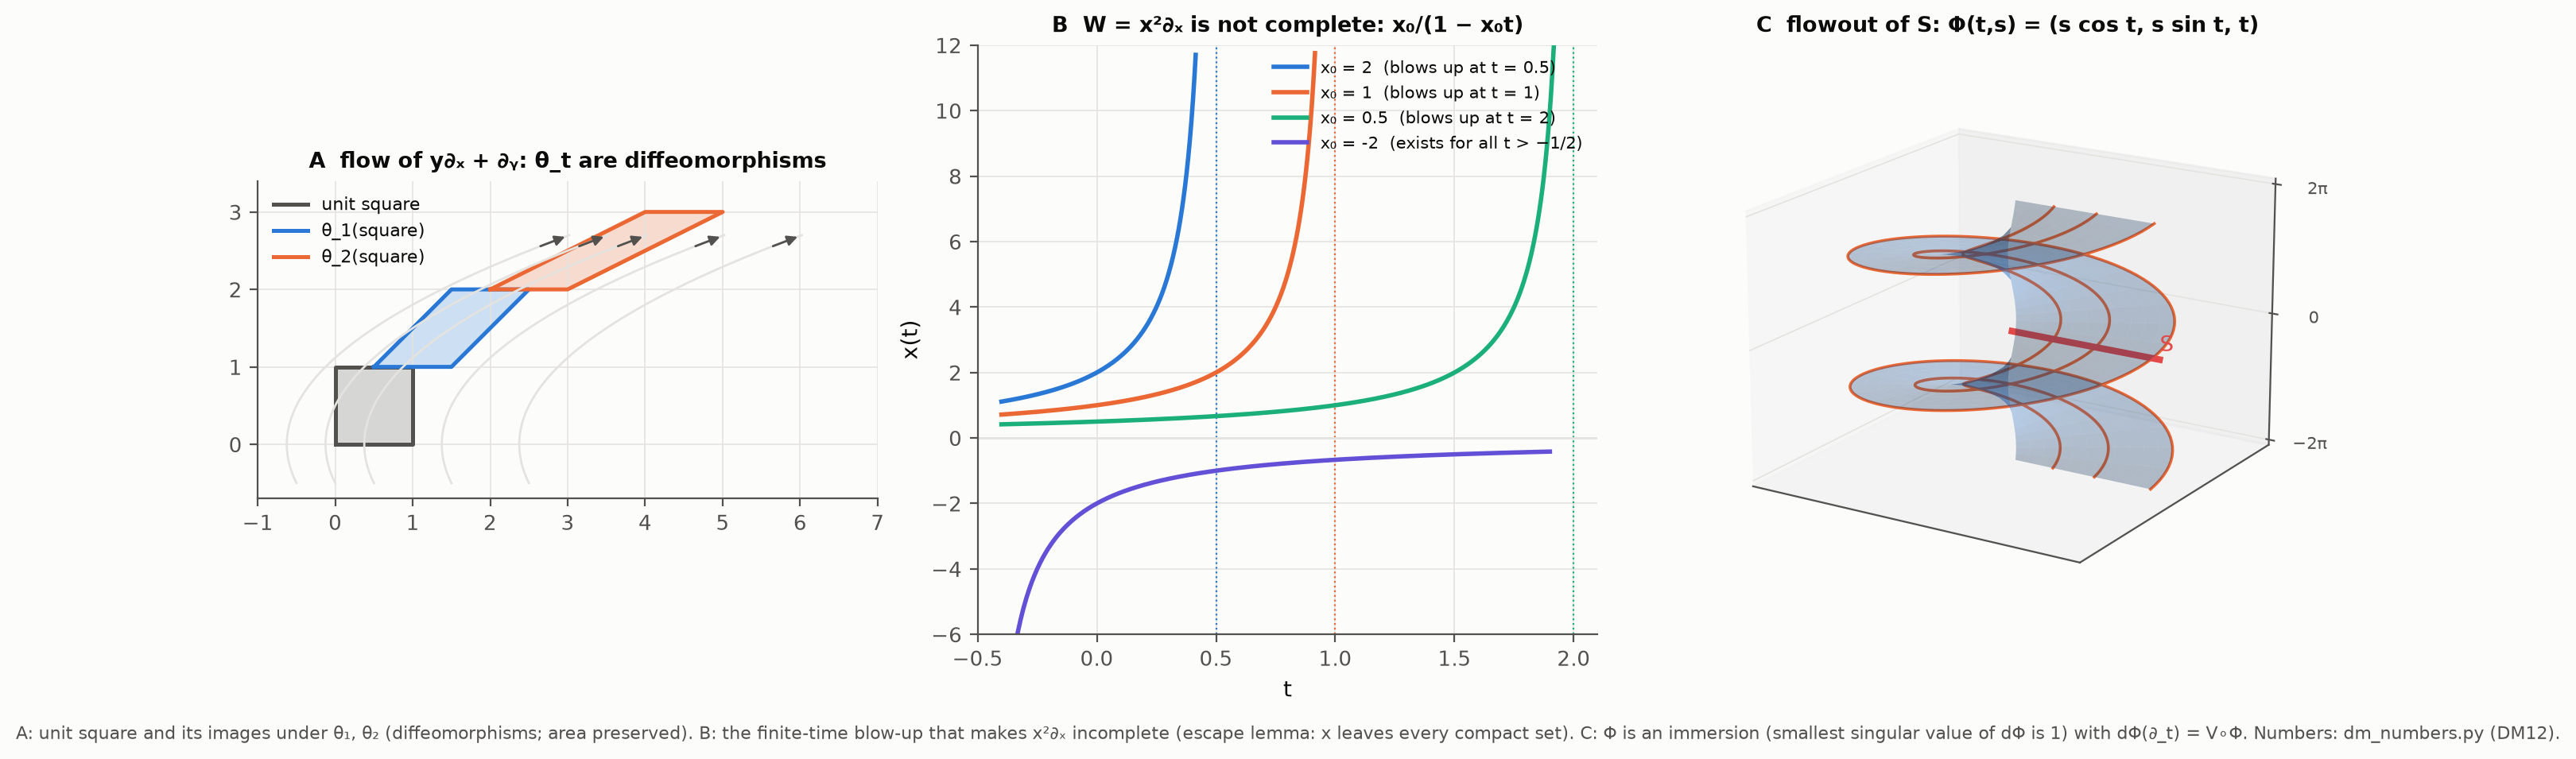 A  flow of y∂ₓ + ∂ᵧ: θ_t are diffeomorphisms
unit square
θ_1(square)
θ_2(square)
3
2
1
0
−1
0
1
2
3
4
5
6
7
B  W = x²∂ₓ is not complete: x₀/(1 − x₀t)
x₀ = 2  (blows up at t = 0.5)
x₀ = 1  (blows up at t = 1)
x₀ = 0.5  (blows up at t = 2)
x₀ = -2  (exists for all t > −1/2)
x(t)
12
10
8
6
4
2
0
−2
−4
−6
−0.5
0.0
0.5
1.0
1.5
2.0
t
C  flowout of S: Φ(t,s) = (s cos t, s sin t, t)
2π
0
−2π
S
A: unit square and its images under θ₁, θ₂ (diffeomorphisms; area preserved). B: the finite-time blow-up that makes x²∂ₓ incomplete (escape lemma: x leaves every compact set). C: Φ is an immersion (smallest singular value of dΦ is 1) with dΦ(∂_t) = V∘Φ. Numbers: dm_numbers.py (DM12).